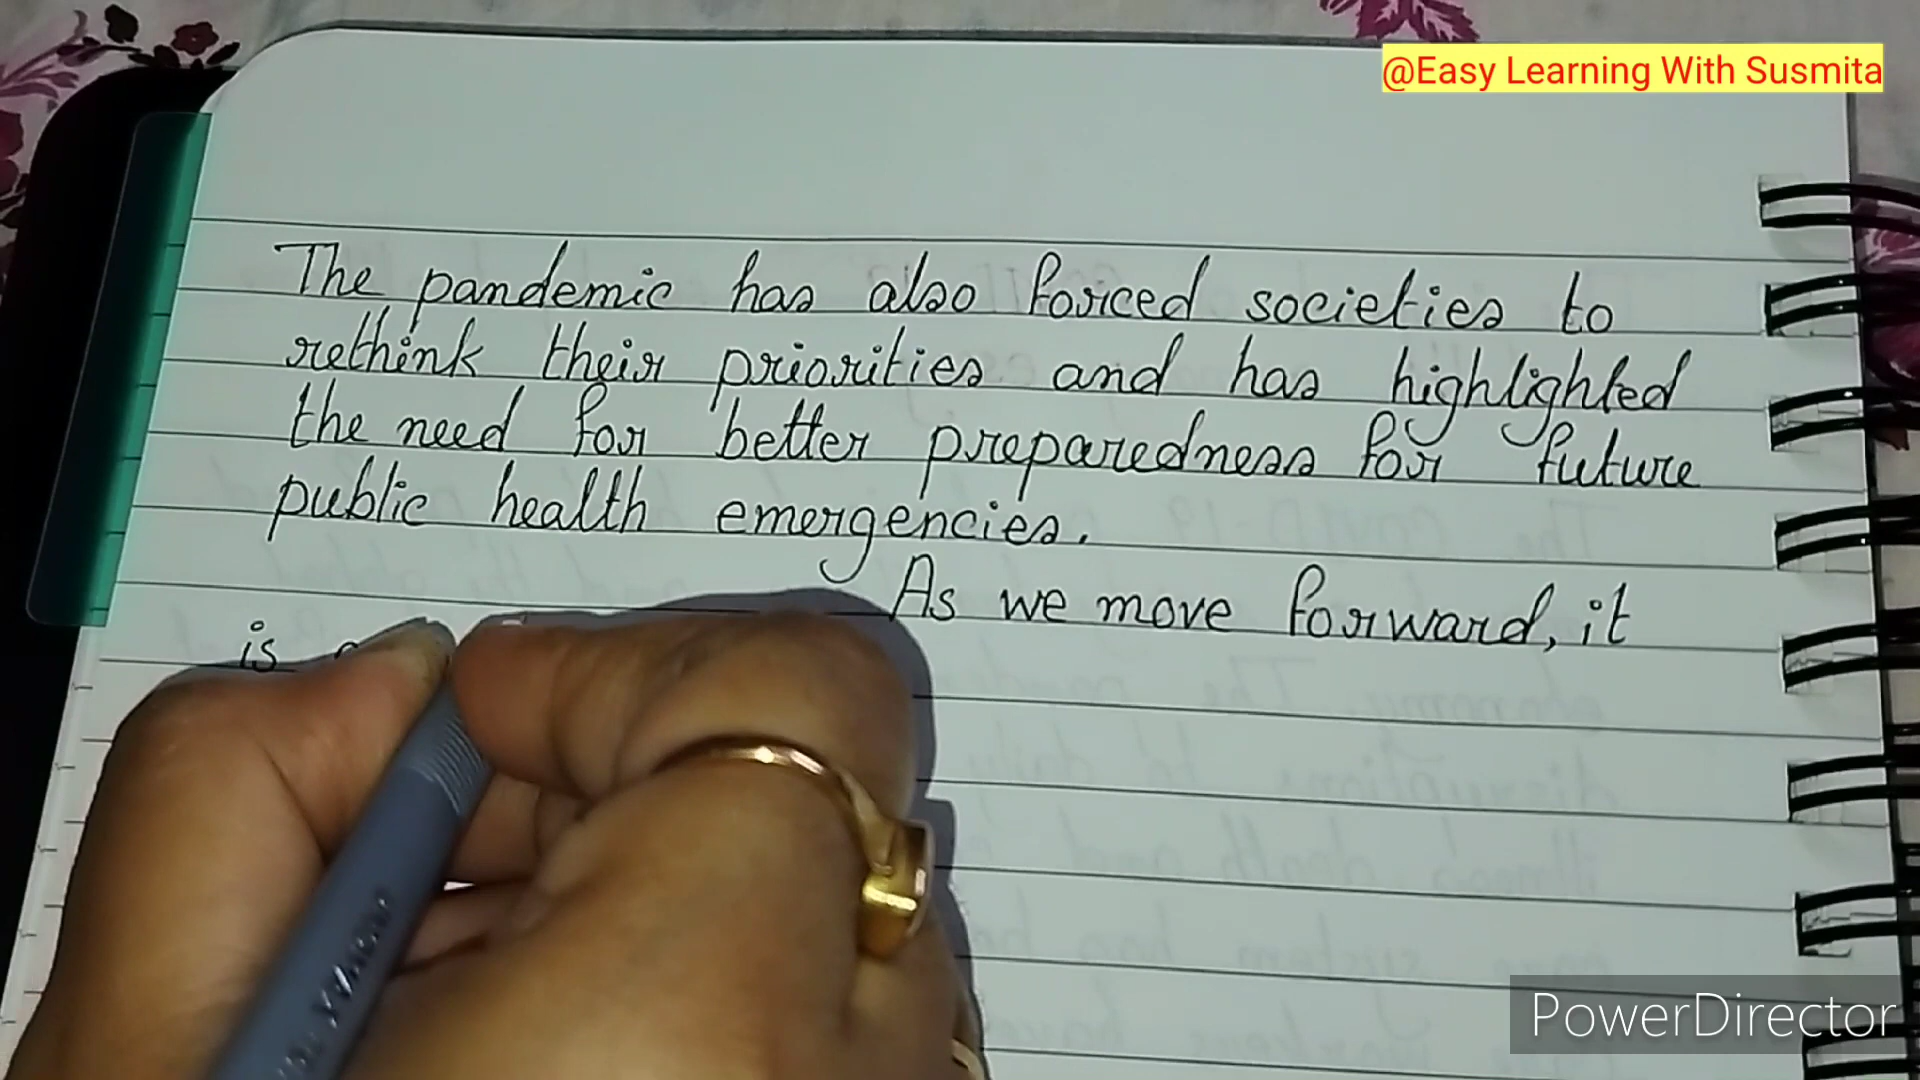 @Easy Learning With Susmita
The pandemic has also forced societies to
rethink their priorities and has highlighted
the need for better preparedness for future
public health emergencies.
As we move forward, it
is
PowerDirector